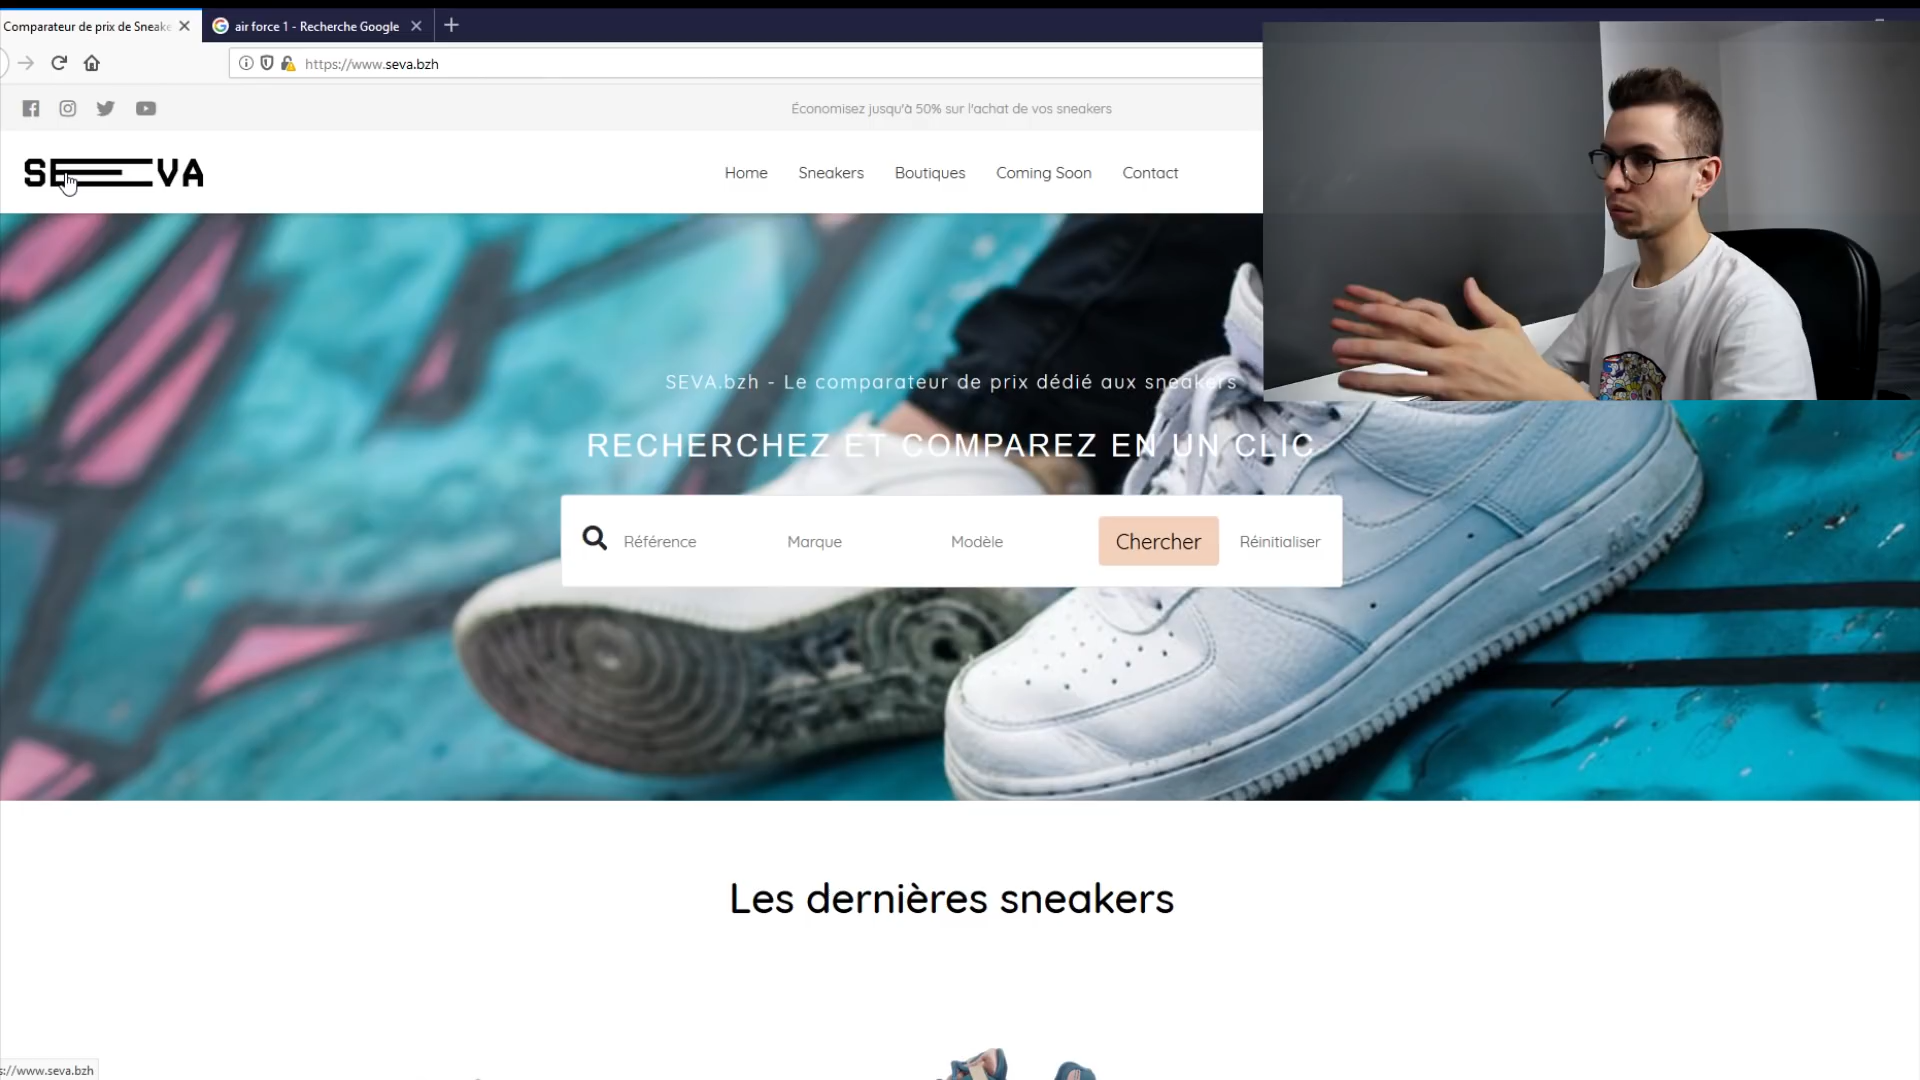 Comparateur de prix de Sneake
air force 1 - Recherche Google
https://www.seva.bzh
Économisez jusqu'à 50% sur l'achat de vos sneakers
SEVA
Home
Sneakers
Boutiques
Coming Soon
Contact
SEVA.bzh - Le comparateur de prix dédié aux sneakers
RECHERCHEZ ET COMPAREZ EN UN CLIC
Référence
Marque
Modèle
Chercher
Réinitialiser
Les dernières sneakers
s://www.seva.bzh